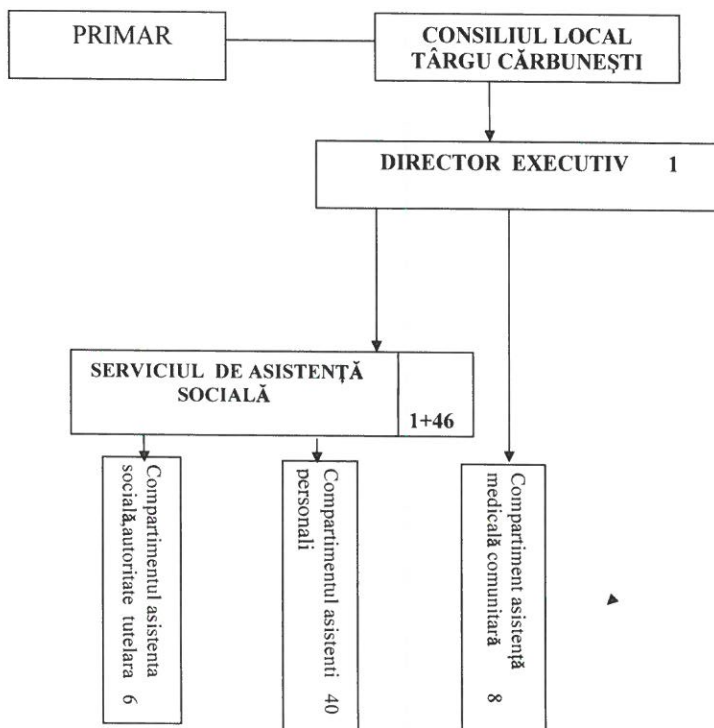 PRIMAR
CONSILIUL LOCAL
TÂRGU CĂRBUNEȘTI
DIRECTOR EXECUTIV 1
SERVICIUL DE ASISTENȚĂ
SOCIALĂ
1+46
Compartimentul asistenta
socială,autoritate tutelara 6
Compartimentul asistenti 40
personali
Compartiment asistență
medicală comunitară 8